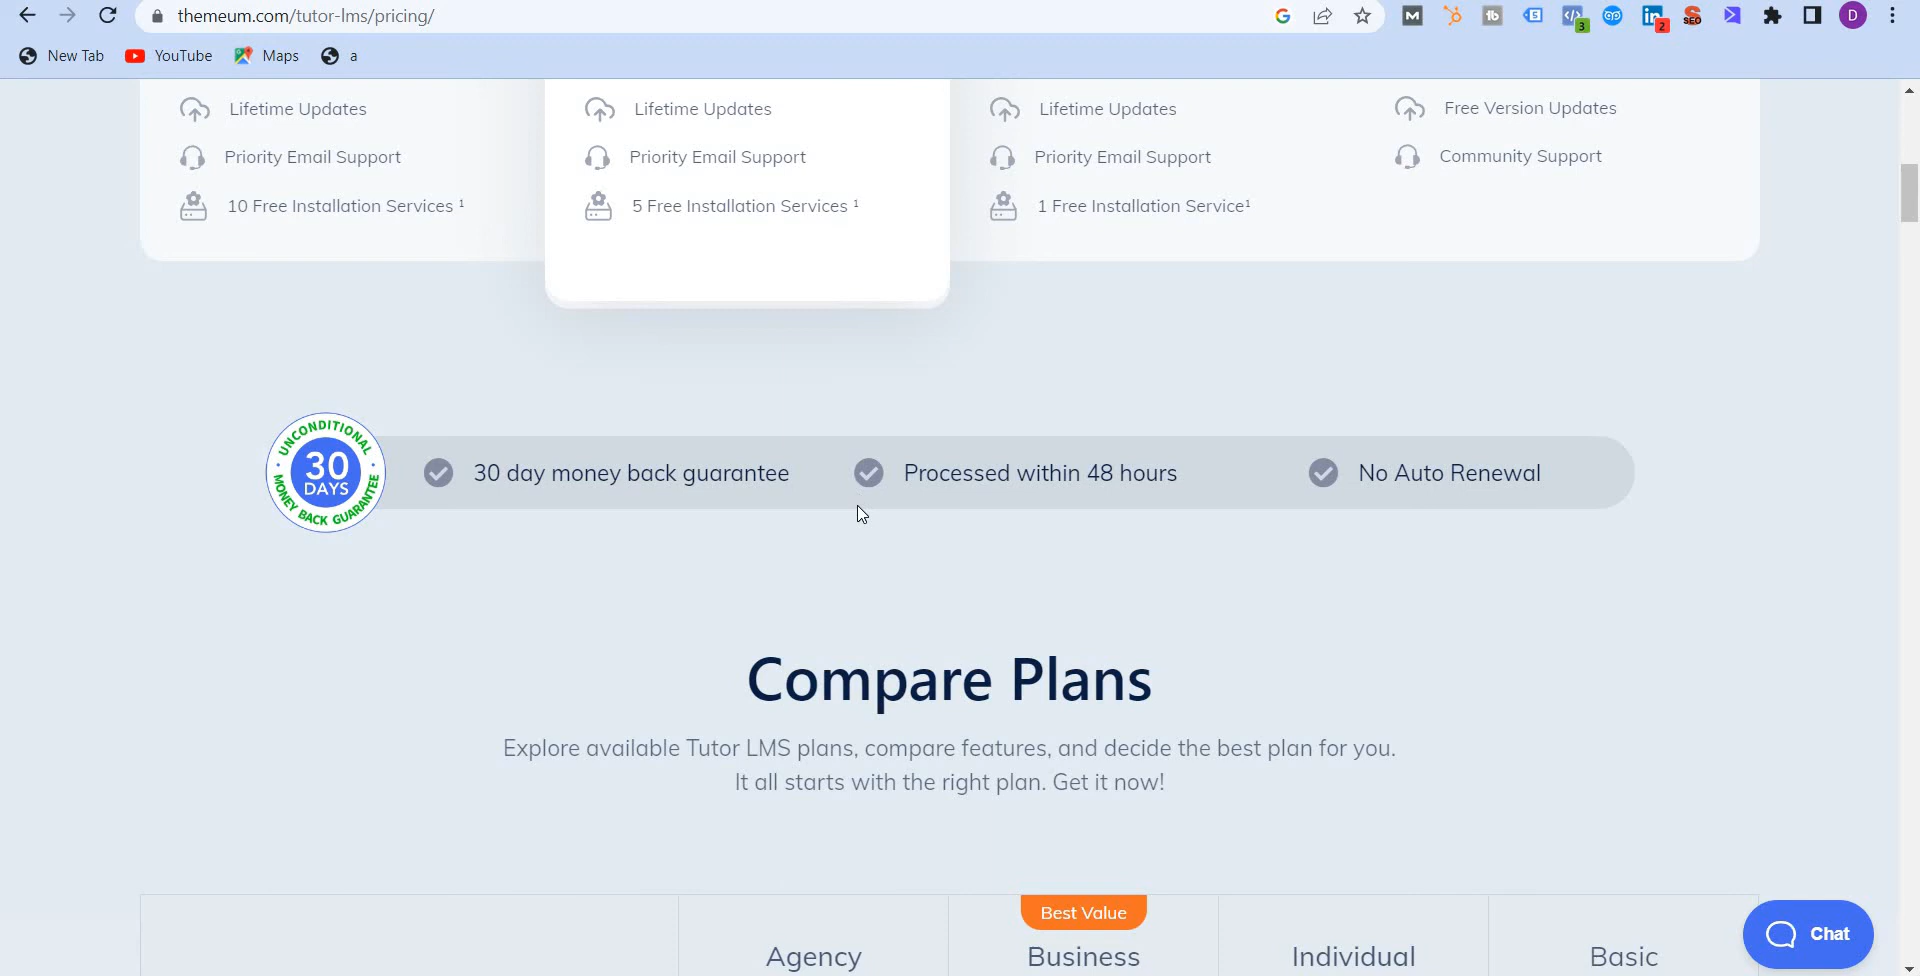 themeum.com/tutor-lms/pricing/
3
2
SEO
D
New Tab
YouTube
Maps
a
Lifetime Updates
Priority Email Support
10 Free Installation Services ¹
Lifetime Updates
Priority Email Support
5 Free Installation Services ¹
Lifetime Updates
Priority Email Support
1 Free Installation Service¹
Free Version Updates
Community Support
UNCONDITIONAL
30
DAYS
MONEY BACK GUARANTEE
30 day money back guarantee
Processed within 48 hours
No Auto Renewal
Compare Plans
Explore available Tutor LMS plans, compare features, and decide the best plan for you.
It all starts with the right plan. Get it now!
Best Value
Agency
Business
Individual
Basic
Chat